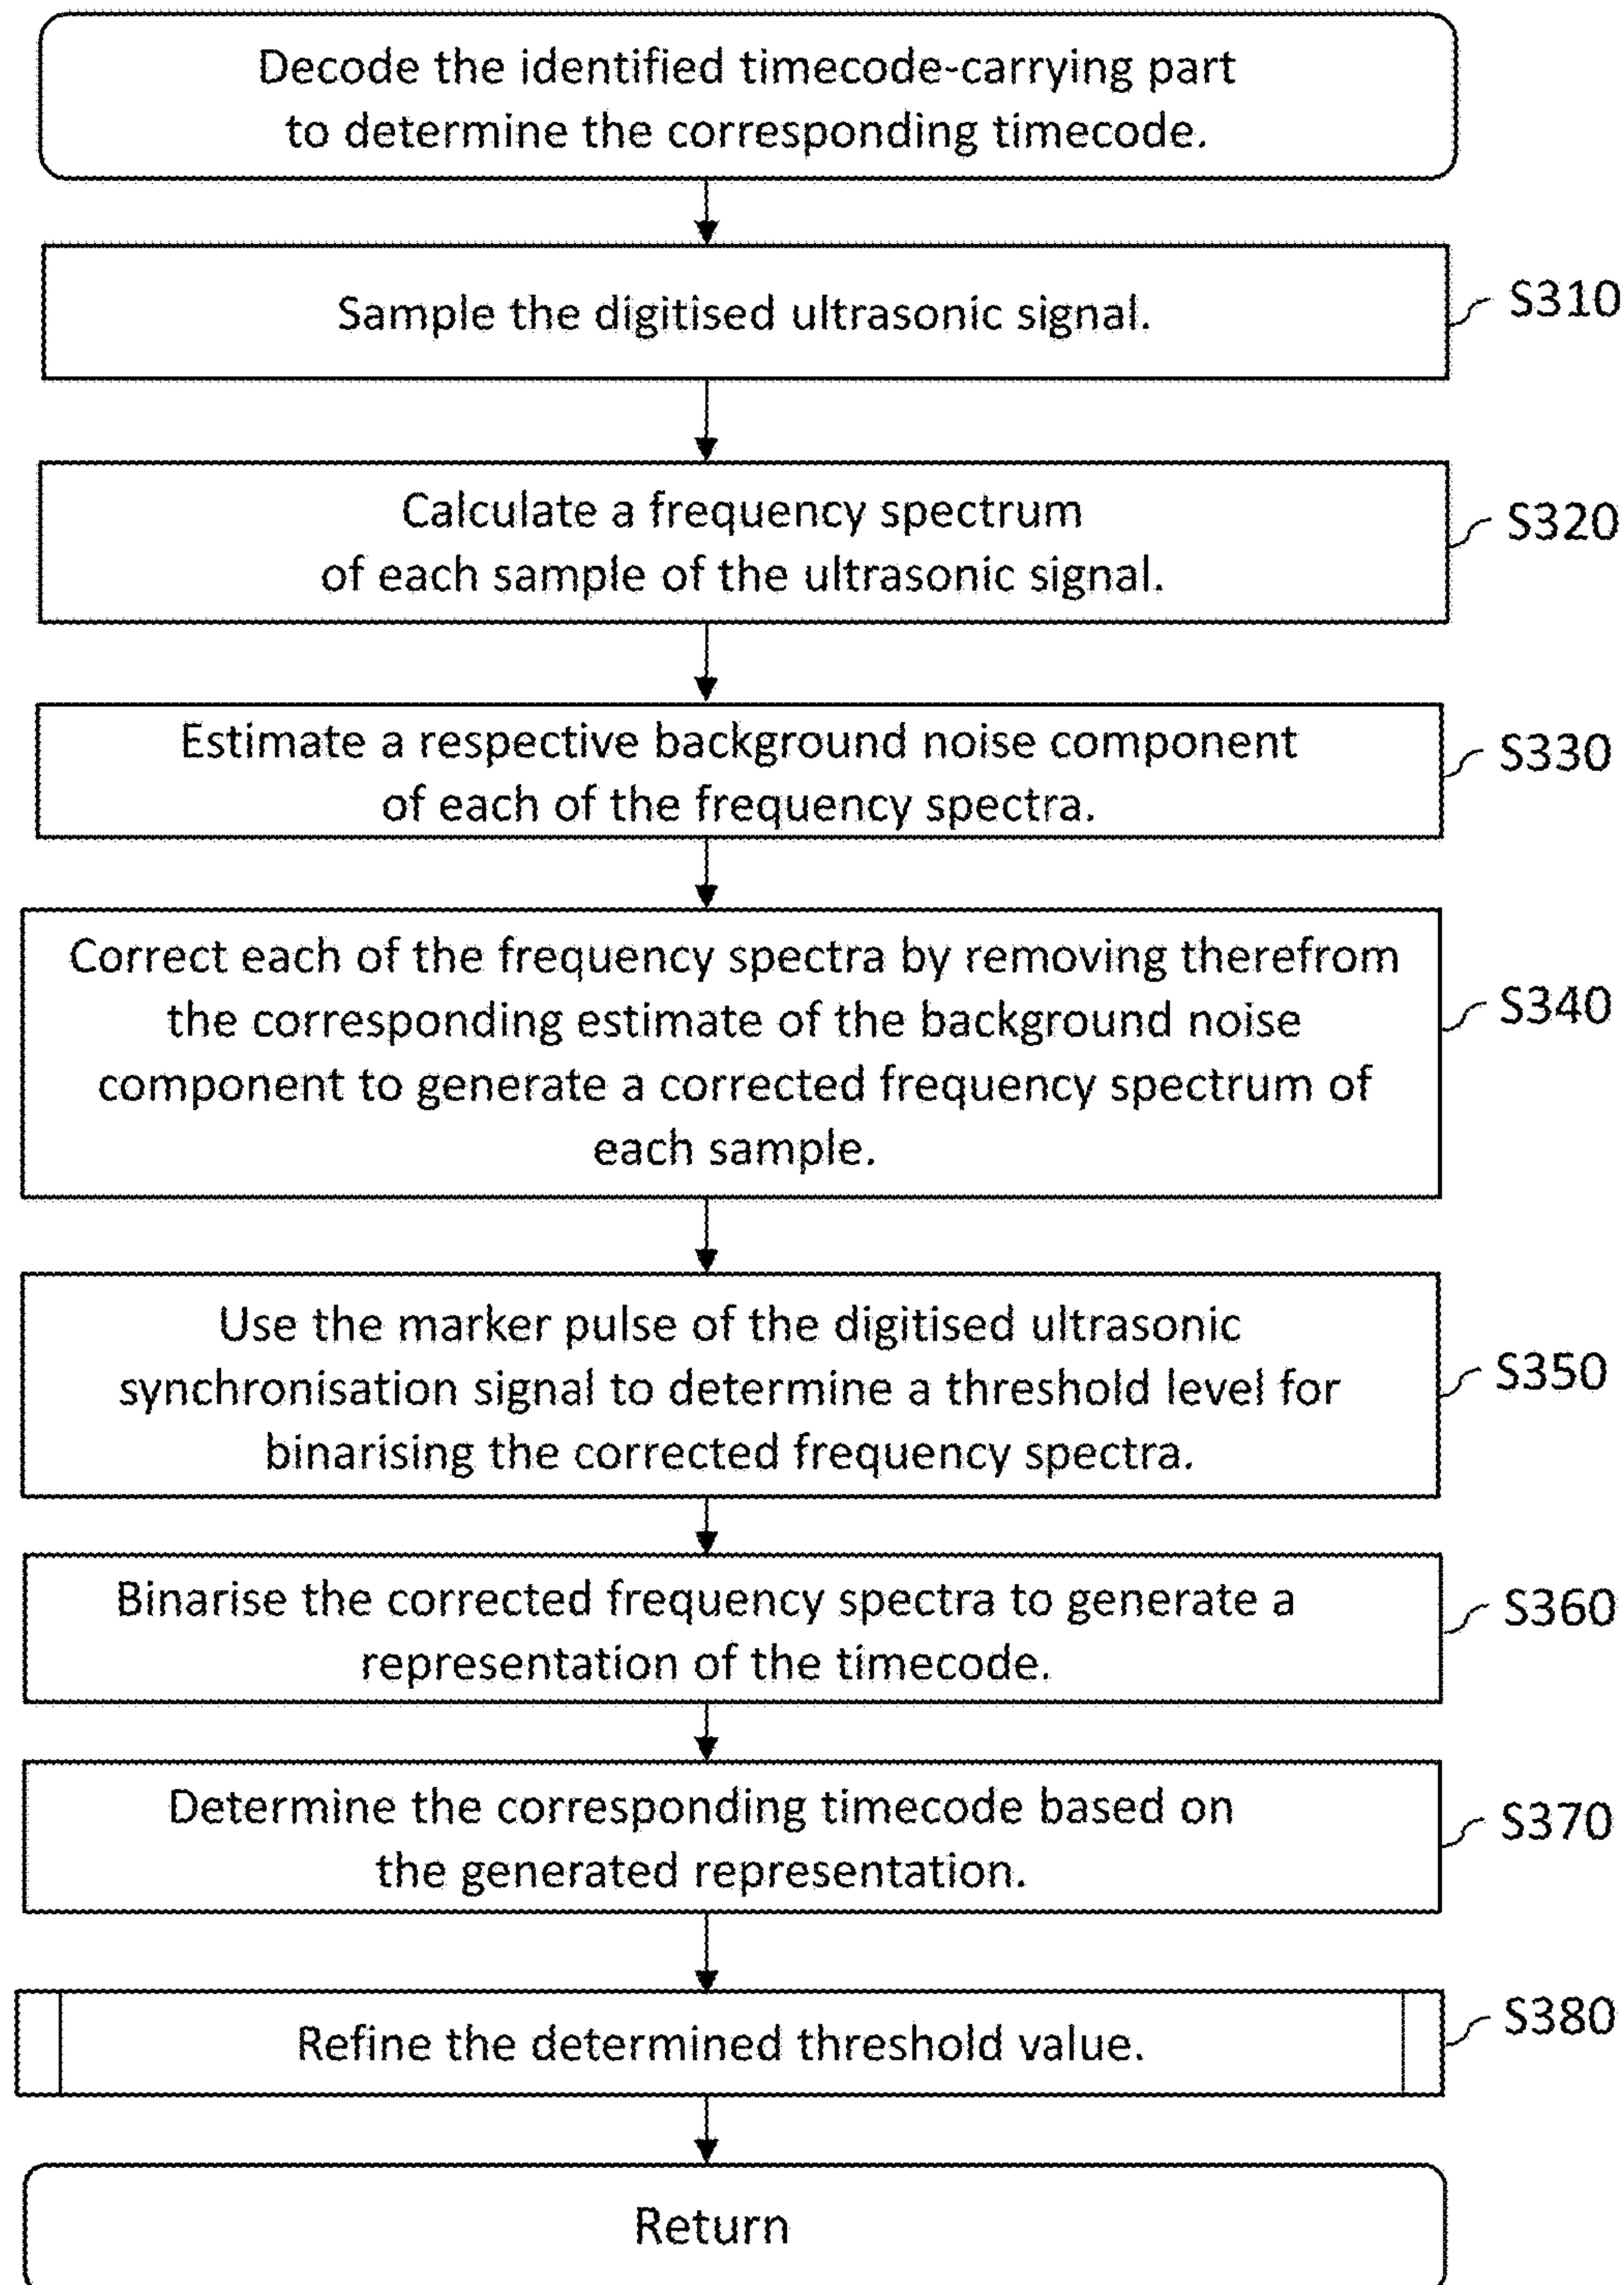 Decode the identified timecode-carrying part
to determine the corresponding timecode.
Sample the digitised ultrasonic signal.
S310
Calculate a frequency spectrum
of each sample of the ultrasonic signal.
S320
Estimate a respective background noise component
of each of the frequency spectra.
S330
Correct each of the frequency spectra by removing therefrom
the corresponding estimate of the background noise
component to generate a corrected frequency spectrum of
each sample.
S340
Use the marker pulse of the digitised ultrasonic
synchronisation signal to determine a threshold level for
binarising the corrected frequency spectra.
S350
Binarise the corrected frequency spectra to generate a
representation of the timecode.
S360
Determine the corresponding timecode based on
the generated representation.
S370
Refine the determined threshold value.
S380
Return